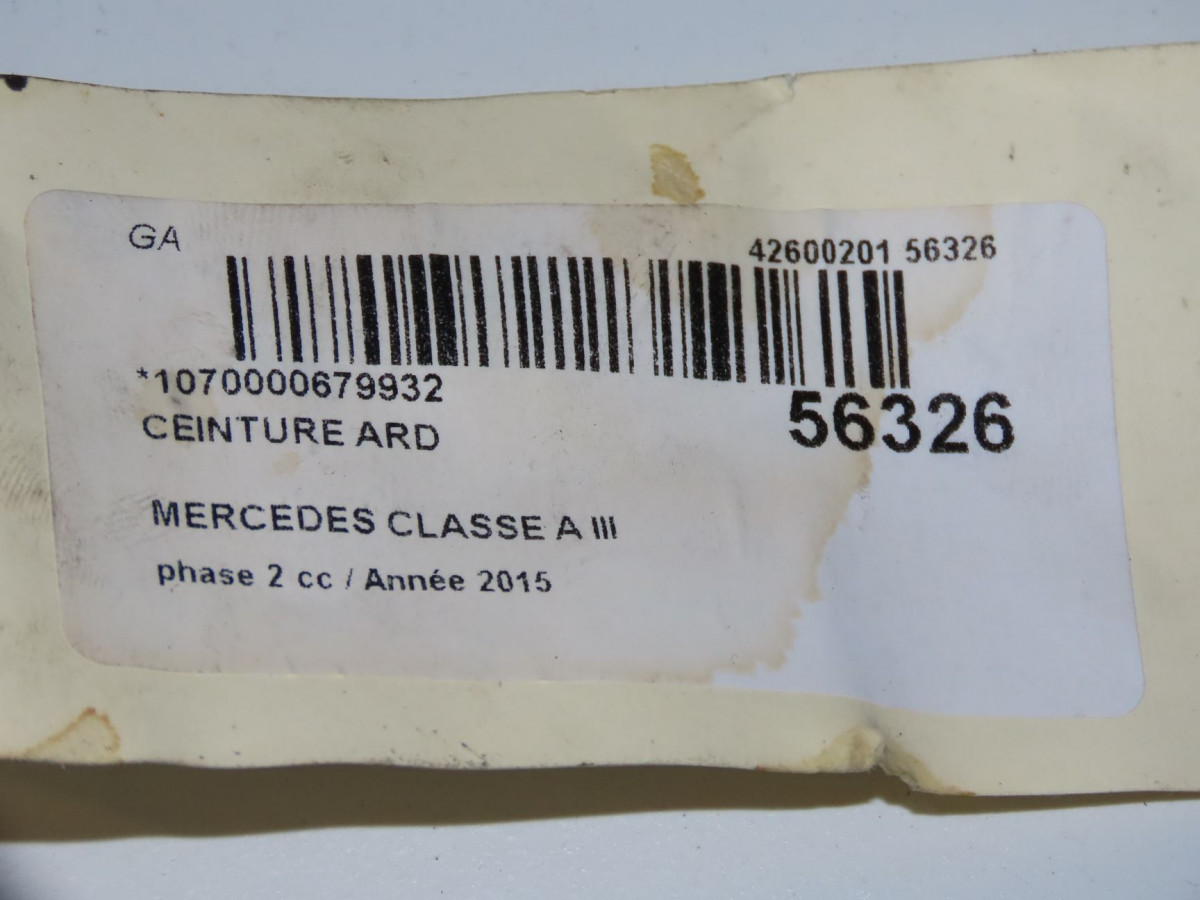 GA
42600201 56326
*1070000679932
56326
CEINTURE ARD
MERCEDES CLASSE A III
phase 2 cc / Année 2015